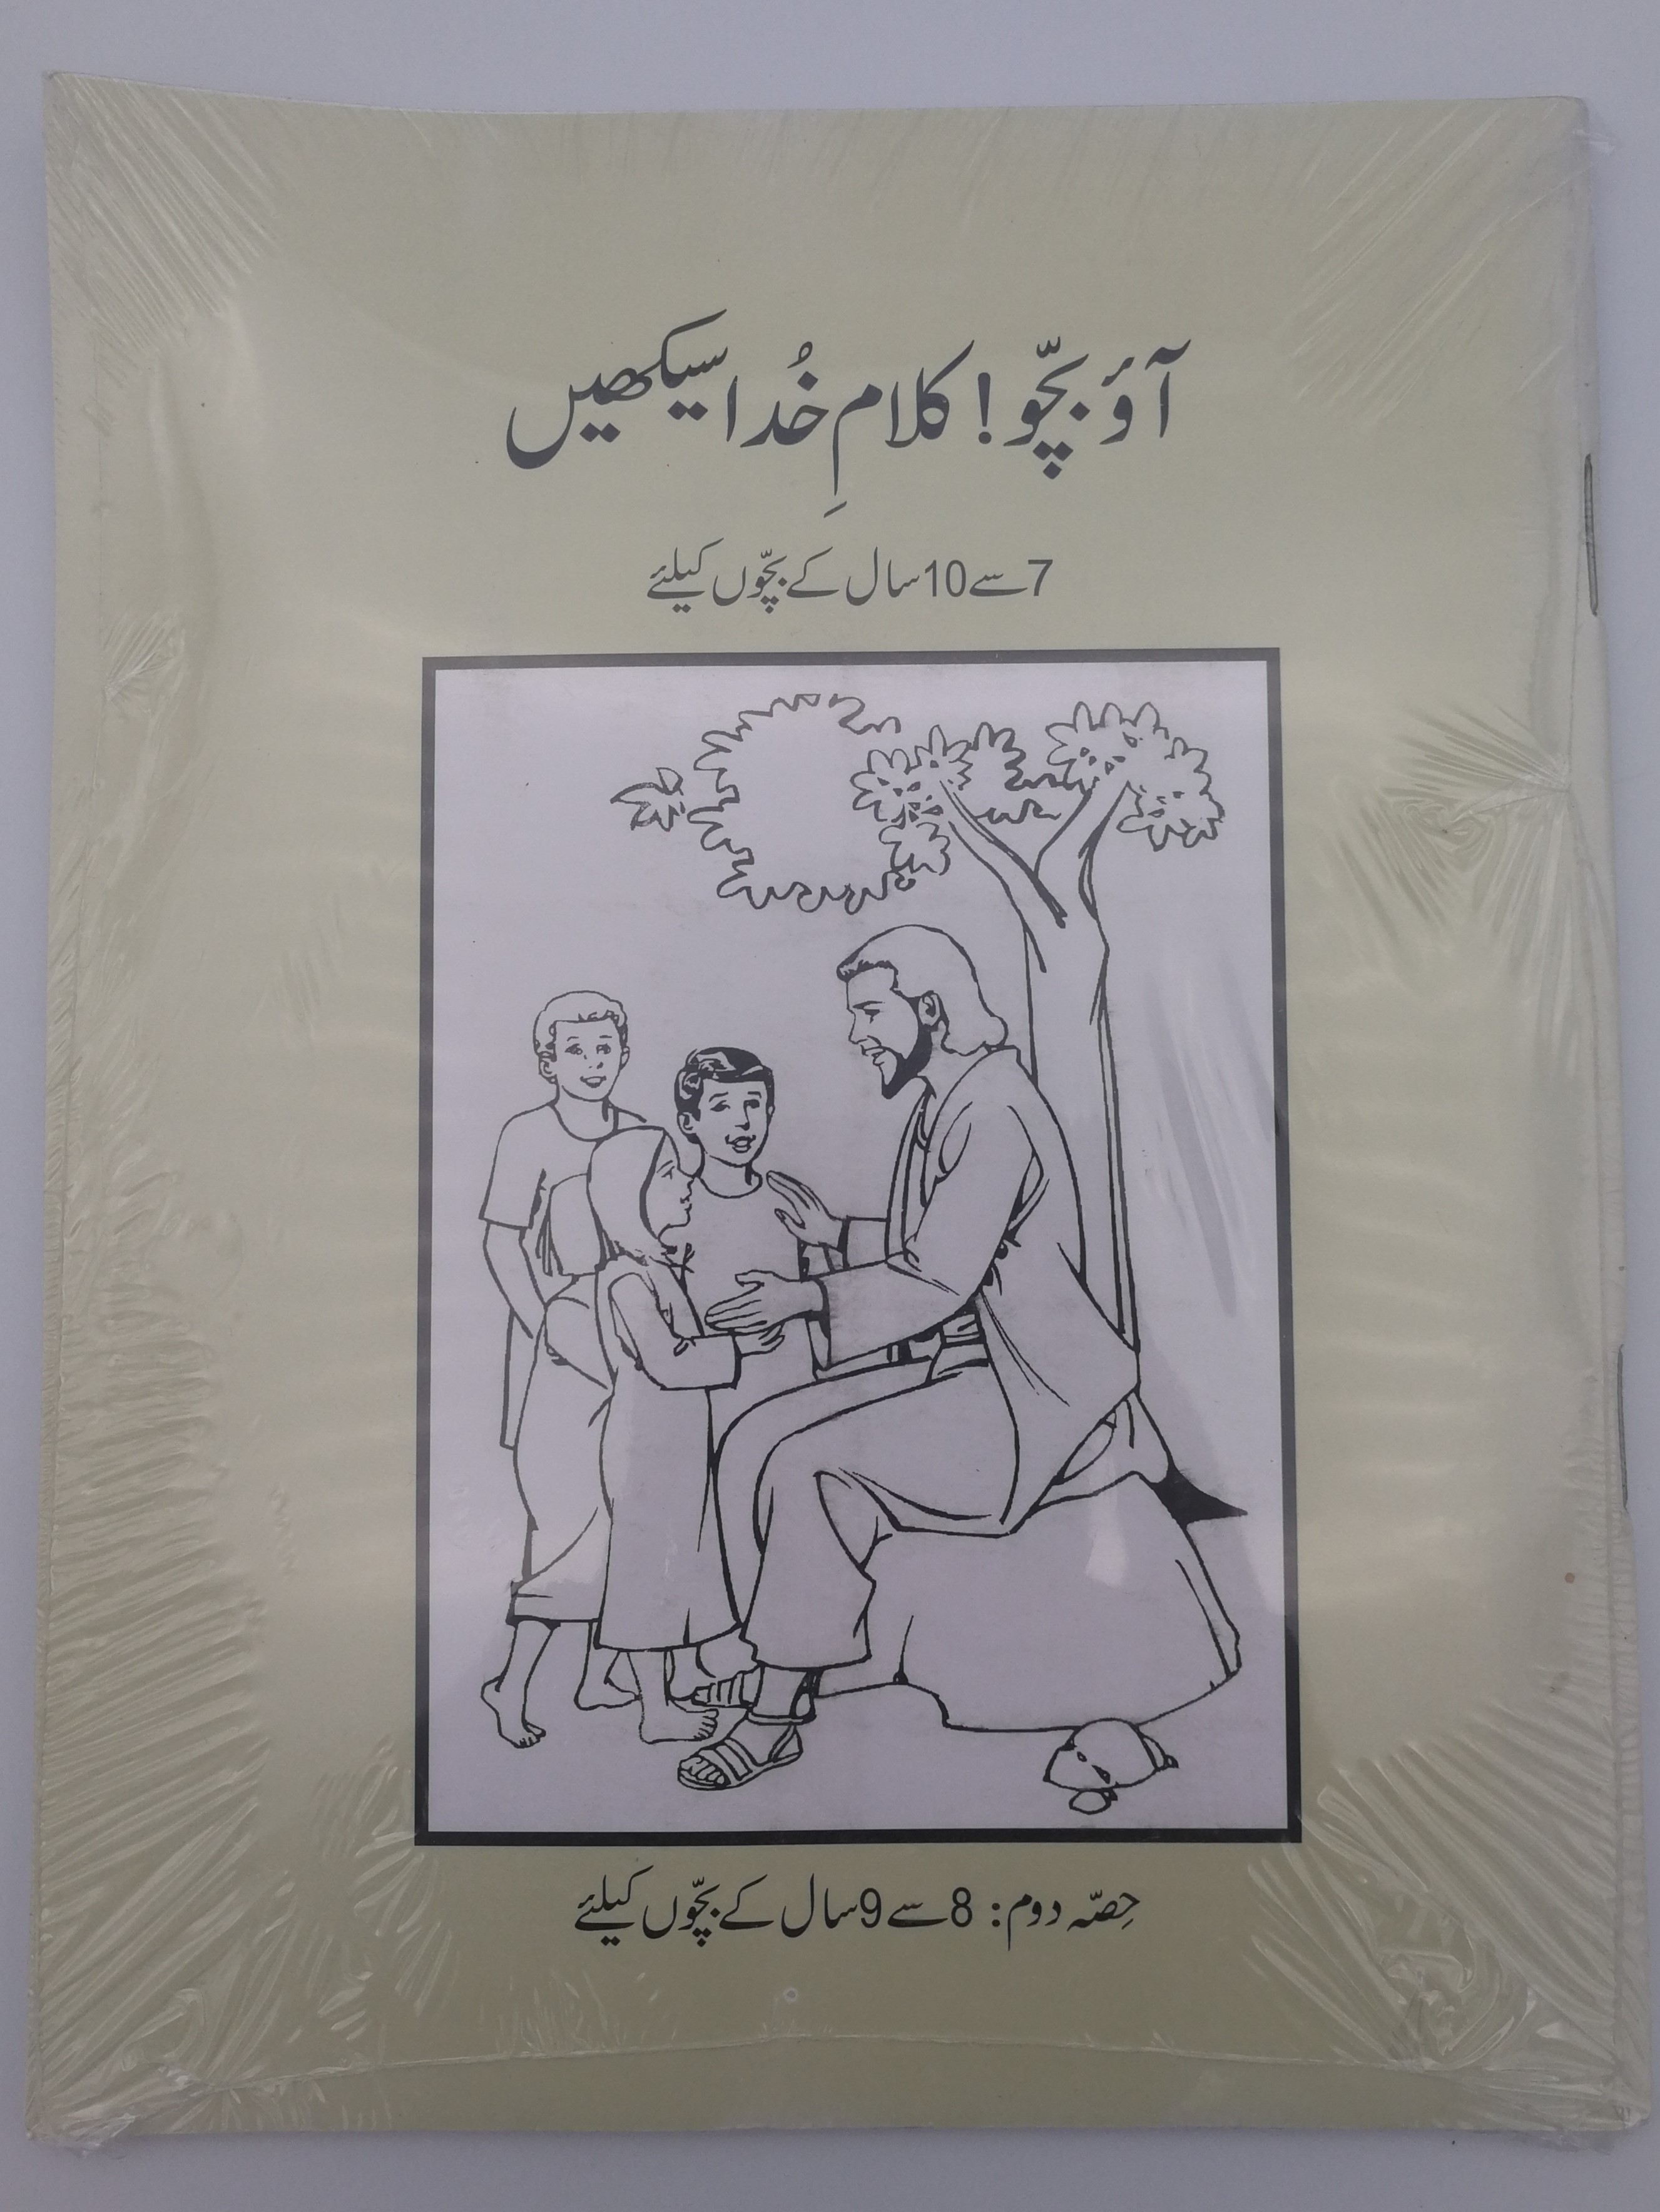 آؤ بچّو! کلامِ خُدا سیکھیں
7 سے 10 سال کے بچّوں کیلئے
حِصّہ دوم: 8 سے 9 سال کے بچّوں کیلئے